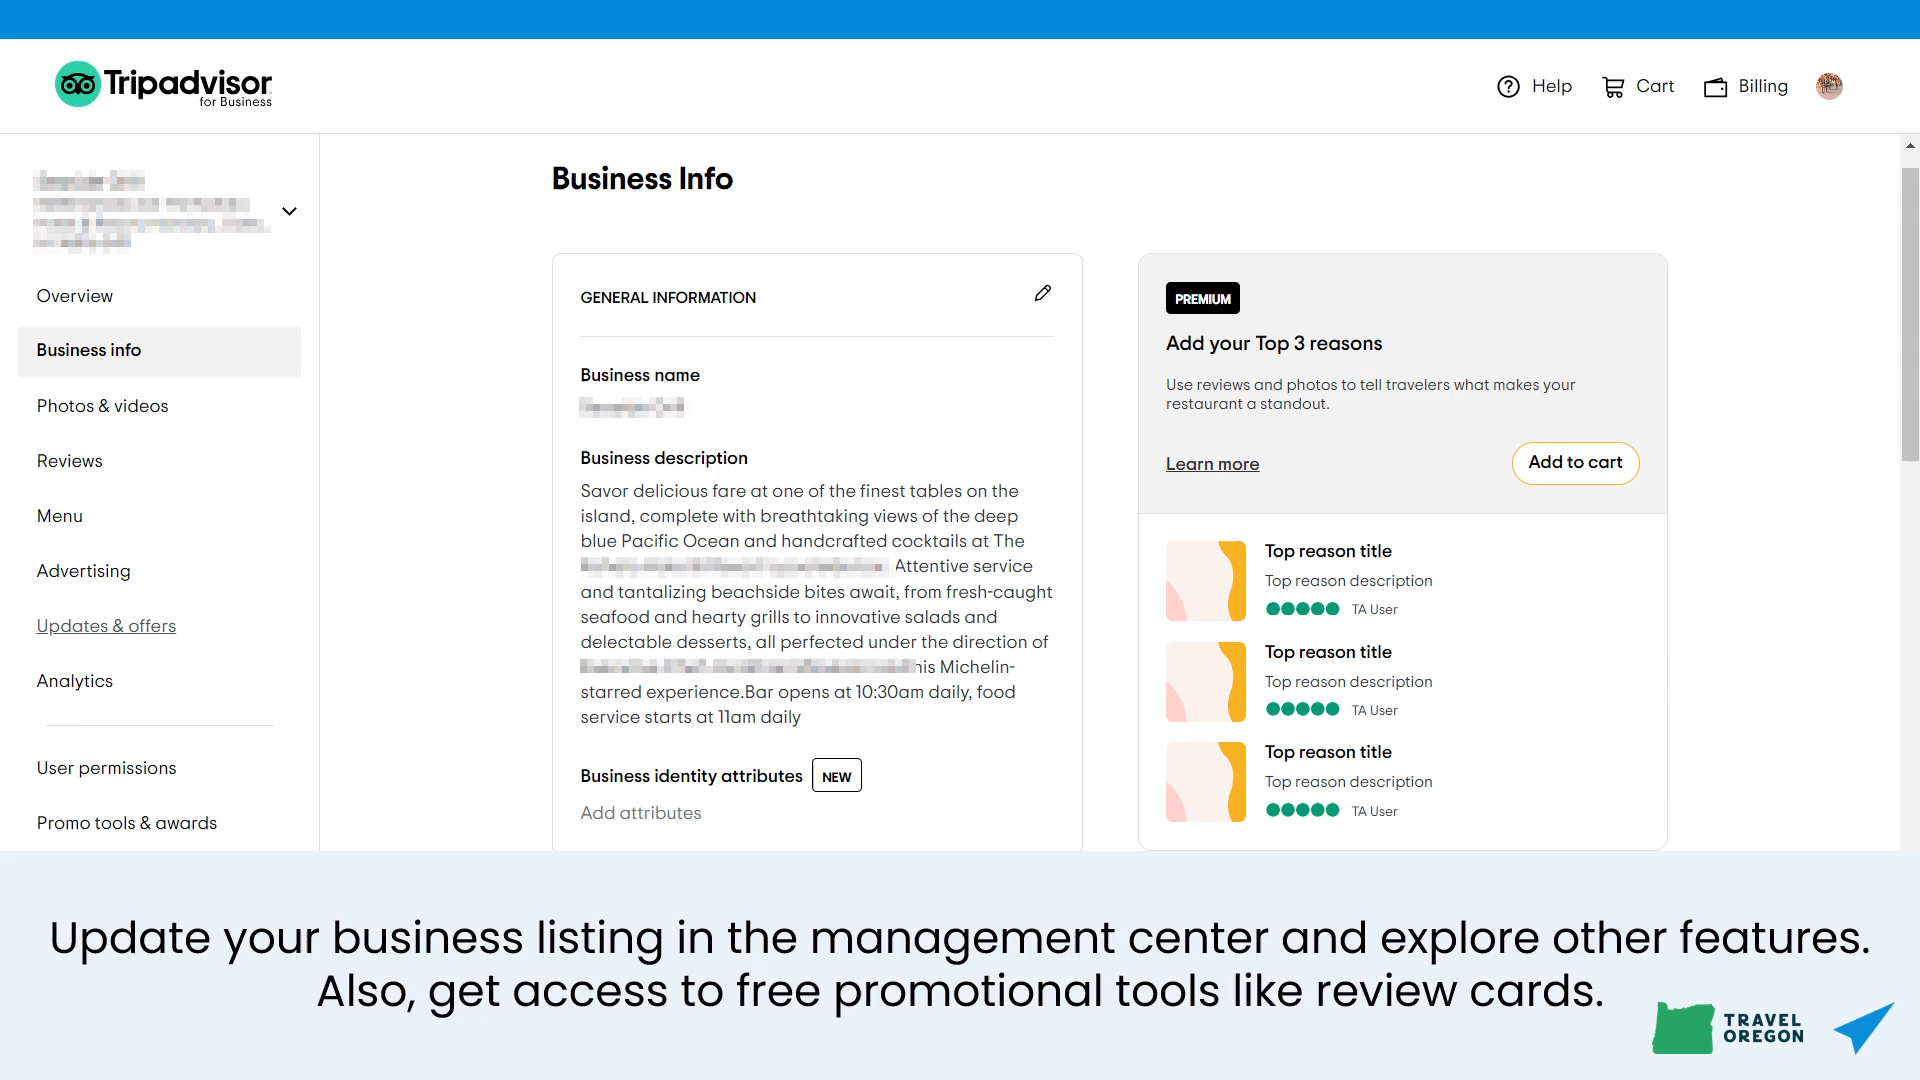 Tripadvisor
for Business
Help
Cart
Billing
Overview
Business info
Photos & videos
Reviews
Menu
Advertising
Updates & offers
Analytics
User permissions
Promo tools & awards
Business Info
GENERAL INFORMATION
Business name
Business description
Savor delicious fare at one of the finest tables on the
island, complete with breathtaking views of the deep
blue Pacific Ocean and handcrafted cocktails at The
Attentive service
and tantalizing beachside bites await, from fresh-caught
seafood and hearty grills to innovative salads and
delectable desserts, all perfected under the direction of
his Michelin-
starred experience.Bar opens at 10:30am daily, food
service starts at 11am daily
Business identity attributes NEW
Add attributes
PREMIUM
Add your Top 3 reasons
Use reviews and photos to tell travelers what makes your
restaurant a standout.
Learn more
Add to cart
Top reason title
Top reason description
TA User
Top reason title
Top reason description
TA User
Top reason title
Top reason description
TA User
Update your business listing in the management center and explore other features.
Also, get access to free promotional tools like review cards.
TRAVEL
OREGON